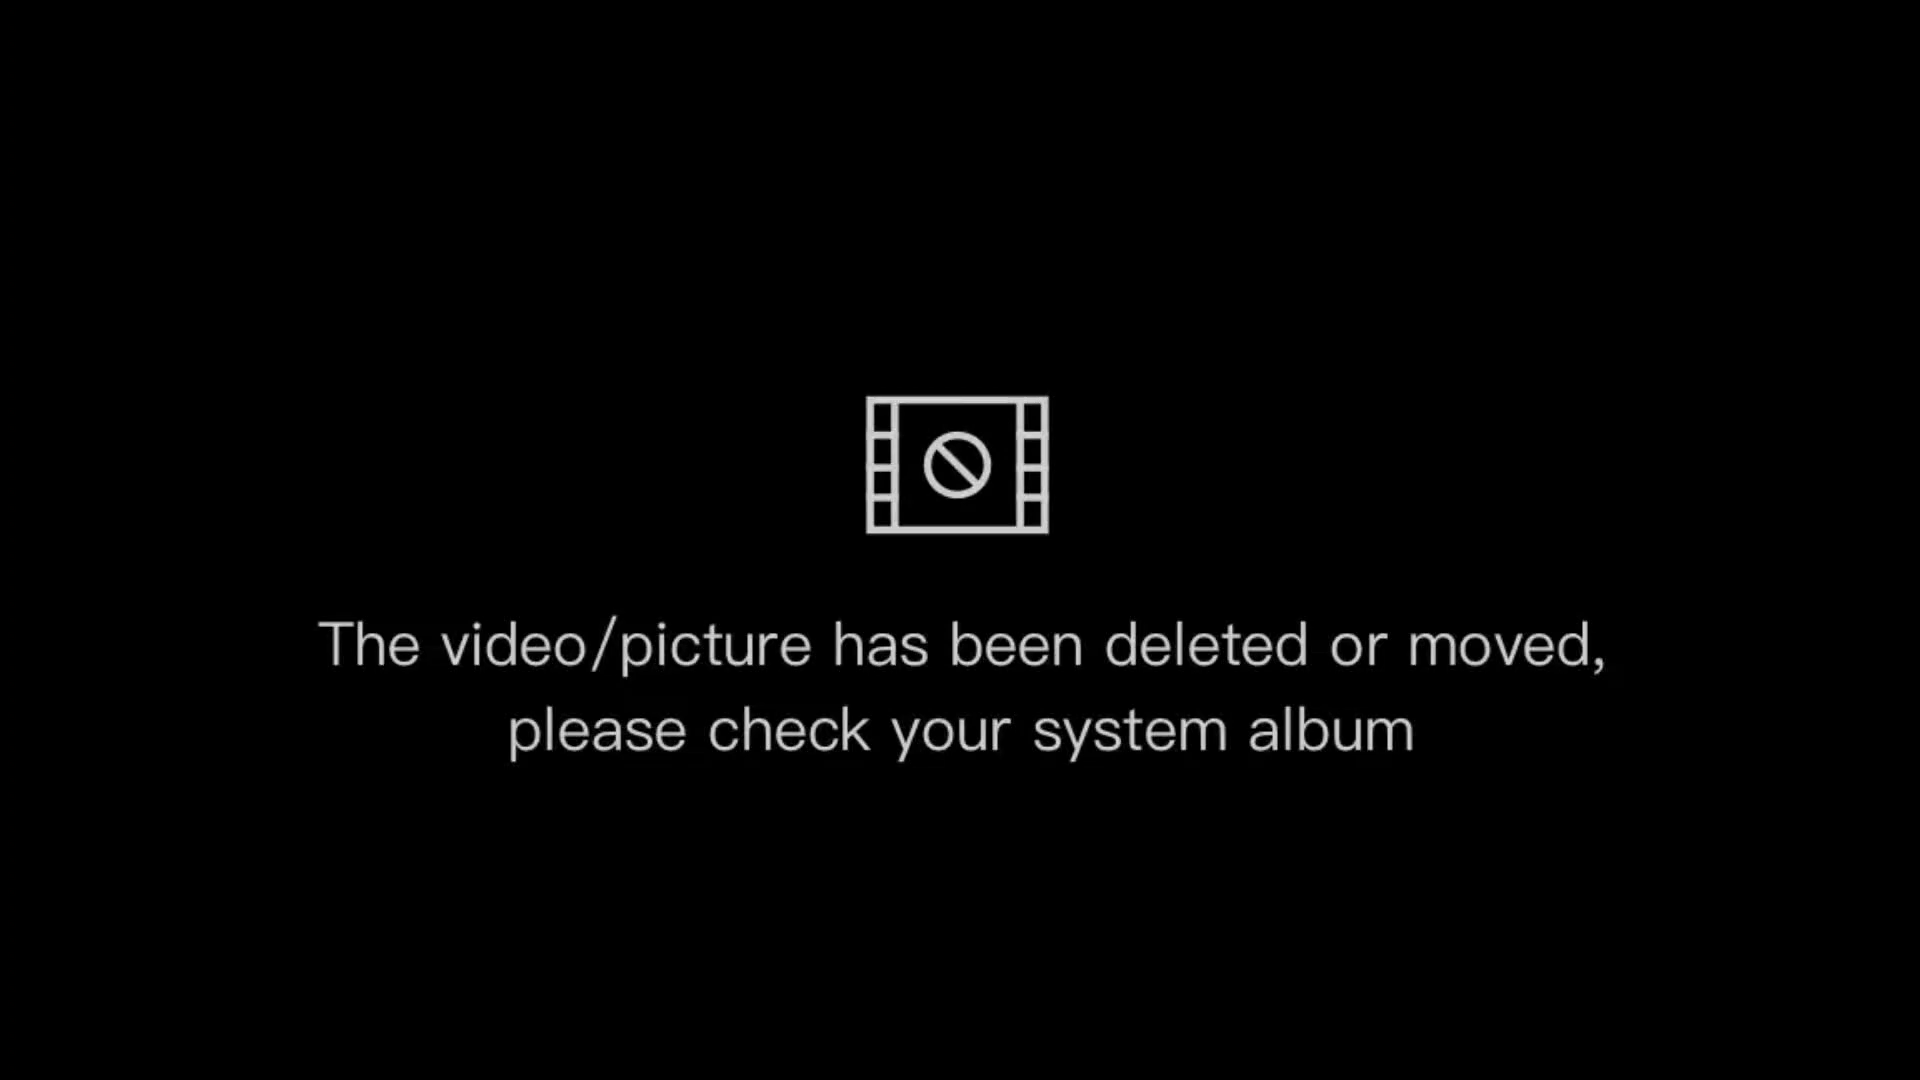 The video/picture has been deleted or moved,
please check your system album